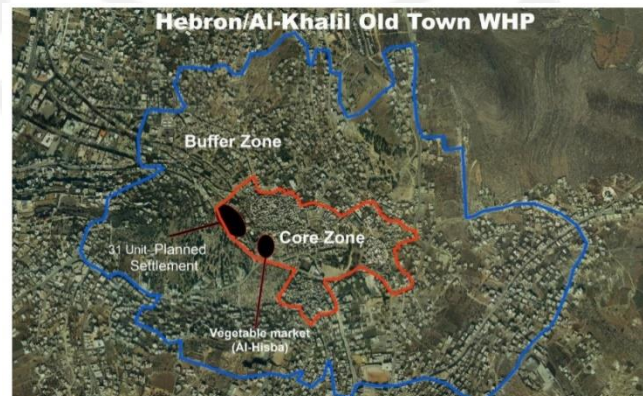 Hebron/Al-Khalil Old Town WHP
Buffer Zone
Core Zone
31 Unit Planned
Settlement
Vegetable market
(Al-Hisba)